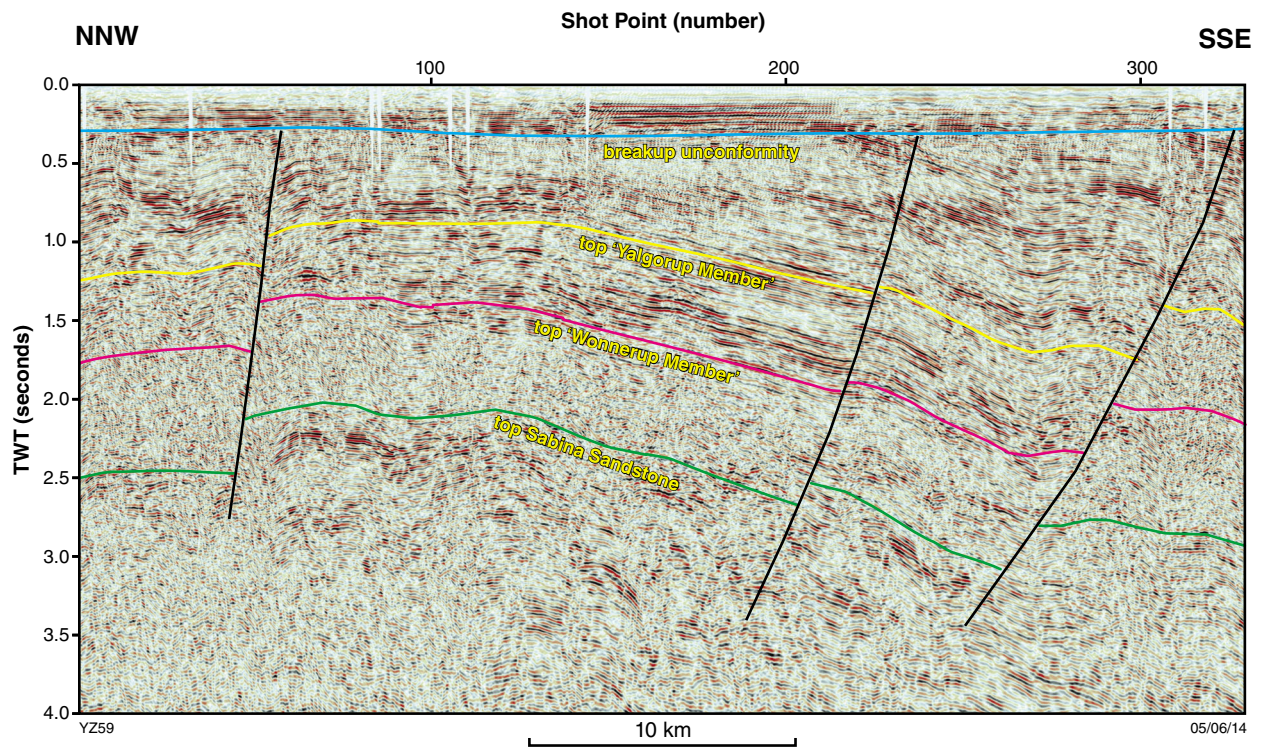 Shot Point (number)
NNW
SSE
100
200
300
0.0
0.5
1.0
1.5
2.0
2.5
3.0
3.5
4.0
TWT (seconds)
breakup unconformity
top ‘Yalgorup Member’
top ‘Wonnerup Member’
top Sabina Sandstone
YZ59
10 km
05/06/14